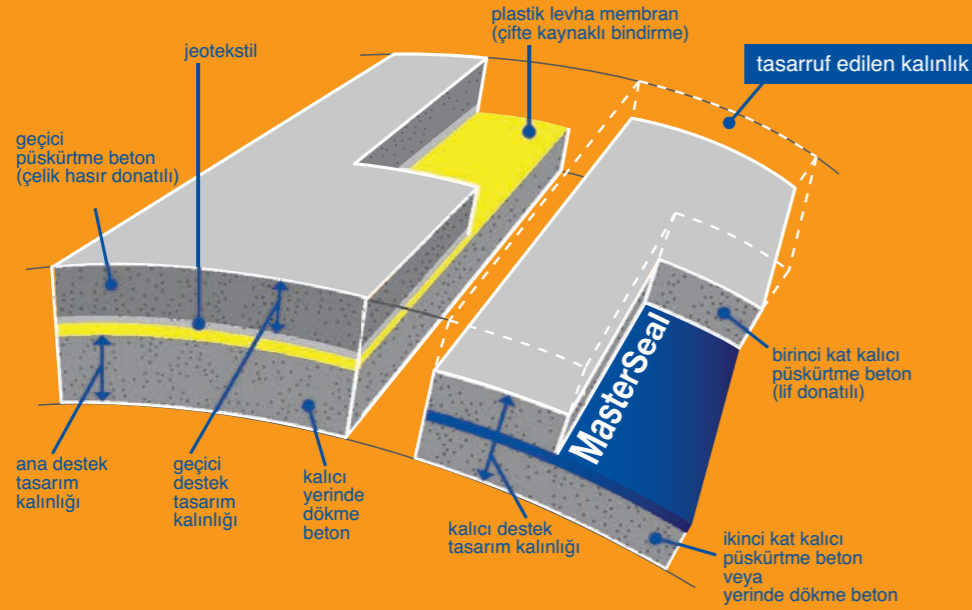 plastik levha membran
(çifte kaynaklı bindirme)
jeotekstil
tasarruf edilen kalınlık
geçici
püskürtme beton
(çelik hasır donatılı)
MasterSeal
birinci kat kalıcı
püskürtme beton
(lif donatılı)
ana destek
tasarım
kalınlığı
geçici
destek
tasarım
kalınlığı
kalıcı
yerinde
dökme
beton
kalıcı destek
tasarım kalınlığı
ikinci kat kalıcı
püskürtme beton
veya
yerinde dökme beton